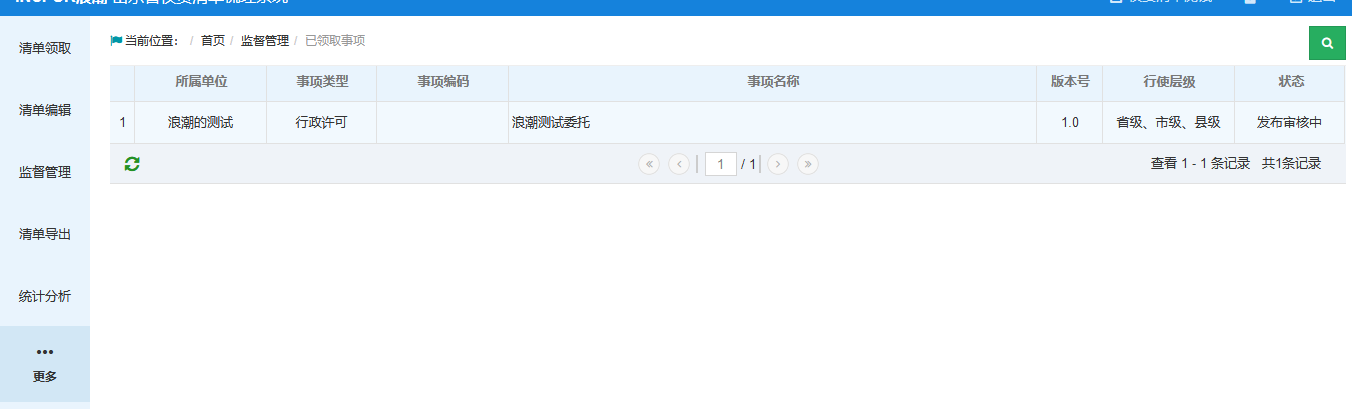 清单领取
清单编辑
监督管理
清单导出
统计分析
更多
当前位置： / 首页 / 监督管理 / 已领取事项
所属单位 事项类型 事项编码 事项名称 版本号 行使层级 状态
1 浪潮的测试 行政许可 浪潮测试委托 1.0 省级、市级、县级 发布审核中
1 / 1
查看 1 - 1 条记录 共1条记录